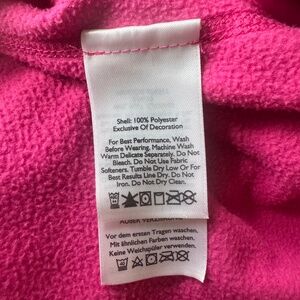 Shell: 100% Polyester
Exclusive Of Decoration
For Best Performance, Wash
Before Wearing. Machine Wash
Warm Delicate Separately. Do Not
Bleach. Do Not Use Fabric
Softeners. Tumble Dry Low Or For
Best Results Line Dry. Do Not
Iron. Do Not Dry Clean.
Vor dem ersten Tragen waschen.
Mit ähnlichen Farben waschen.
Keine Weichspüler verwenden.